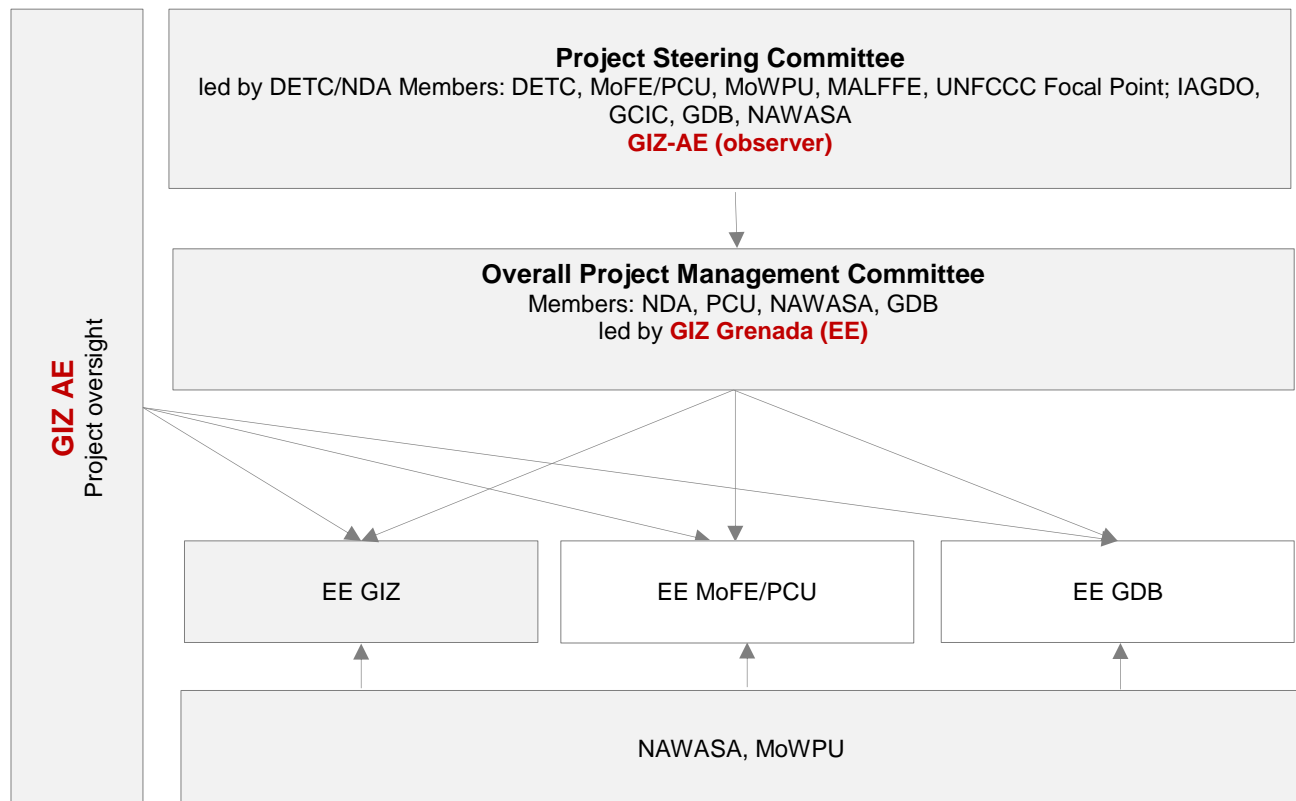 GIZ AE
Project oversight
Project Steering Committee
led by DETC/NDA Members: DETC, MoFE/PCU, MoWPU, MALFFE, UNFCCC Focal Point; IAGDO,
GCIC, GDB, NAWASA
GIZ-AE (observer)
Overall Project Management Committee
Members: NDA, PCU, NAWASA, GDB
led by GIZ Grenada (EE)
EE GIZ
EE MoFE/PCU
EE GDB
NAWASA, MoWPU